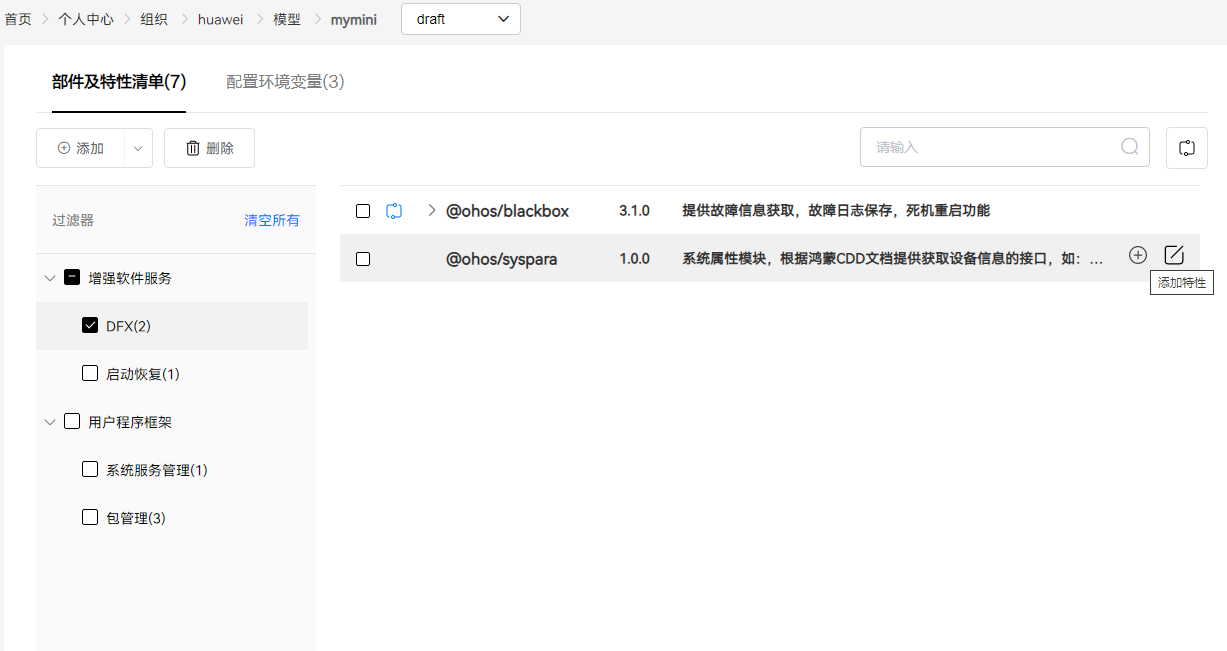 首页 > 个人中心 > 组织 > huawei > 模型 > mymini draft
部件及特性清单(7) 配置环境变量(3)
添加 删除 请输入
过滤器 清空所有
@ohos/blackbox 3.1.0 提供故障信息获取，故障日志保存，死机重启功能
@ohos/syspara 1.0.0 系统属性模块，根据鸿蒙CDD文档提供获取设备信息的接口，如：...
添加特性
增强软件服务
DFX(2)
启动恢复(1)
用户程序框架
系统服务管理(1)
包管理(3)